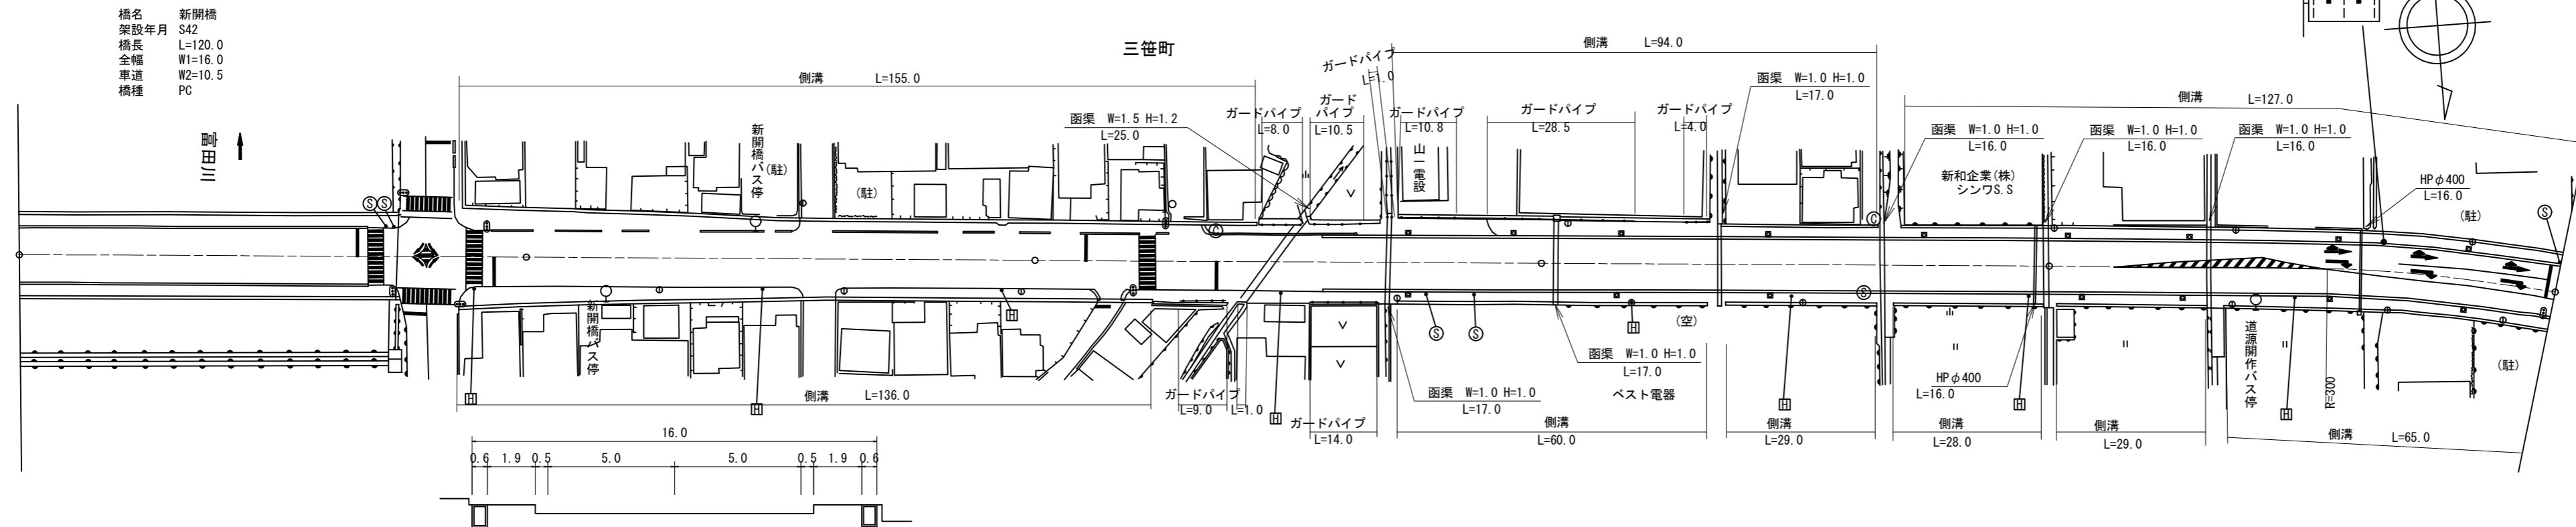 橋名 新開橋
架設年月 S42
橋長 L=120.0
全幅 W1=16.0
車道 W2=10.5
橋種 PC
富田川
三笹町
側溝 L=155.0
側溝 L=94.0
側溝 L=127.0
ガードパイプ
L=1.0
函渠 W=1.0 H=1.0
L=17.0
函渠 W=1.5 H=1.2
L=25.0
ガードパイプ
L=8.0
ガード
パイプ
L=10.5
ガードパイプ
L=10.8
ガードパイプ
L=28.5
ガードパイプ
L=4.0
函渠 W=1.0 H=1.0
L=16.0
函渠 W=1.0 H=1.0
L=16.0
函渠 W=1.0 H=1.0
L=16.0
新開橋バス停
(駐)
(駐)
山一電設
新和企業(株)
シンワS.S
HPφ400
L=16.0
(駐)
Ⓢ Ⓢ
Ⓢ
Ⓒ
Ⓒ
新開橋バス停
Ⓢ
Ⓢ
Ⓢ
H
H
(空)
函渠 W=1.0 H=1.0
L=17.0
ベスト電器
函渠 W=1.0 H=1.0
L=17.0
HPφ400
L=16.0
道源開作バス停
R=300
(駐)
H
H
H
H
H
H
側溝 L=136.0
ガードパイプ
L=9.0
L=1.0
ガードパイプ
L=14.0
側溝
L=60.0
側溝
L=29.0
側溝
L=28.0
側溝
L=29.0
側溝 L=65.0
16.0
0.6 1.9 0.5 5.0 5.0 0.5 1.9 0.6